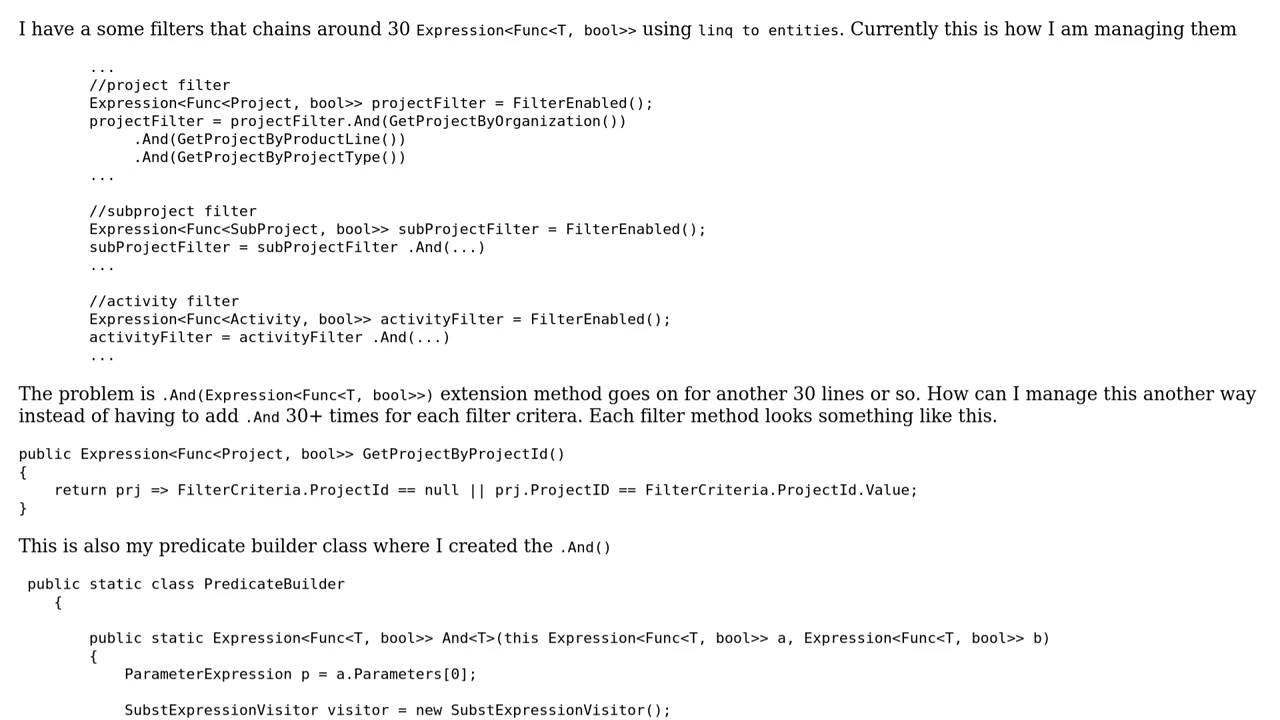 I have a some filters that chains around 30 Expression<Func<T, bool>> using linq to entities. Currently this is how I am managing them
...
//project filter
Expression<Func<Project, bool>> projectFilter = FilterEnabled();
projectFilter = projectFilter.And(GetProjectByOrganization())
.And(GetProjectByProductLine())
.And(GetProjectByProjectType())
...
//subproject filter
Expression<Func<SubProject, bool>> subProjectFilter = FilterEnabled();
subProjectFilter = subProjectFilter .And(...)
...
//activity filter
Expression<Func<Activity, bool>> activityFilter = FilterEnabled();
activityFilter = activityFilter .And(...)
...
The problem is .And(Expression<Func<T, bool>>) extension method goes on for another 30 lines or so. How can I manage this another way
instead of having to add .And 30+ times for each filter critera. Each filter method looks something like this.
public Expression<Func<Project, bool>> GetProjectByProjectId()
{
return prj => FilterCriteria.ProjectId == null || prj.ProjectID == FilterCriteria.ProjectId.Value;
}
This is also my predicate builder class where I created the .And()
public static class PredicateBuilder
{
public static Expression<Func<T, bool>> And<T>(this Expression<Func<T, bool>> a, Expression<Func<T, bool>> b)
{
ParameterExpression p = a.Parameters[0];
SubstExpressionVisitor visitor = new SubstExpressionVisitor();